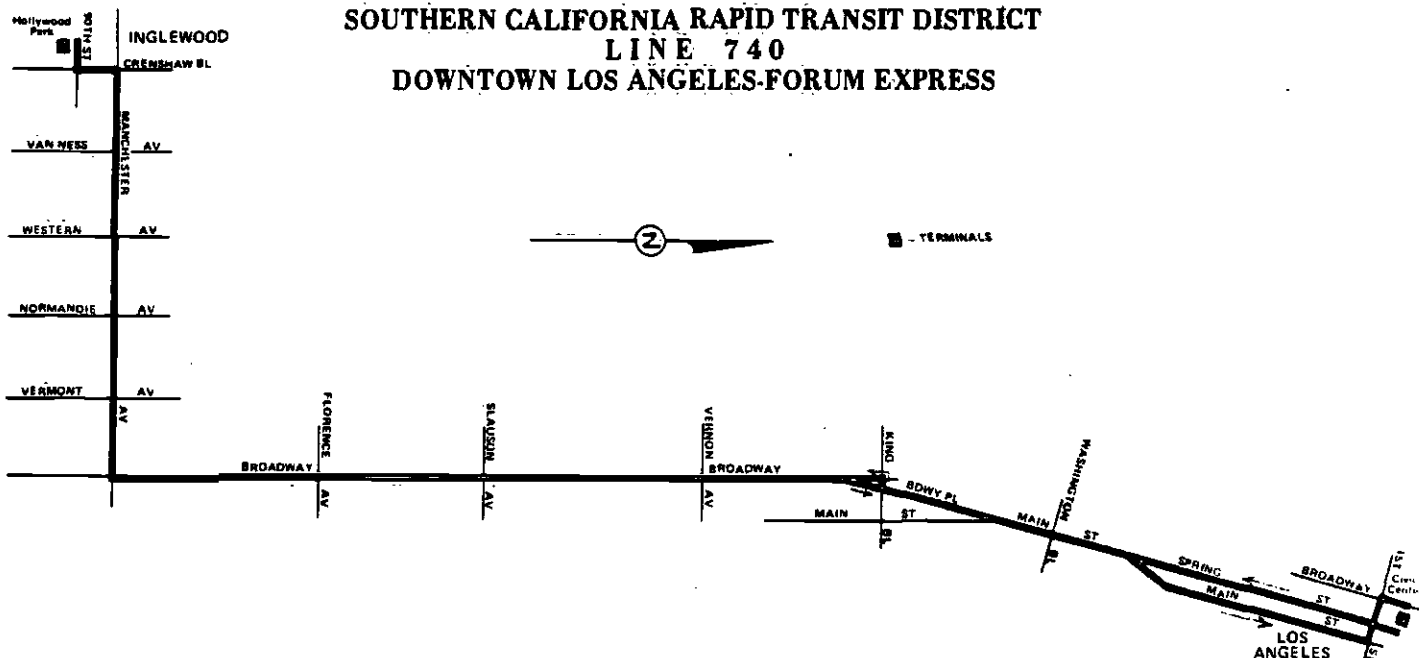 SOUTHERN CALIFORNIA RAPID TRANSIT DISTRICT
LINE 740
DOWNTOWN LOS ANGELES-FORUM EXPRESS
Hollywood
Park
90TH ST
INGLEWOOD
CRENSHAW BL
MANCHESTER
AV
VAN NESS AV
WESTERN AV
NORMANDIE AV
VERMONT AV
N
- TERMINALS
BROADWAY
FLORENCE
AV
SLAUSON
AV
VERNON
AV
BROADWAY
KING
BL
BDWY PL
MAIN ST
MAIN ST
WASHINGTON
BL
SPRING ST
MAIN ST
BROADWAY
1ST
ST
LOS
ANGELES